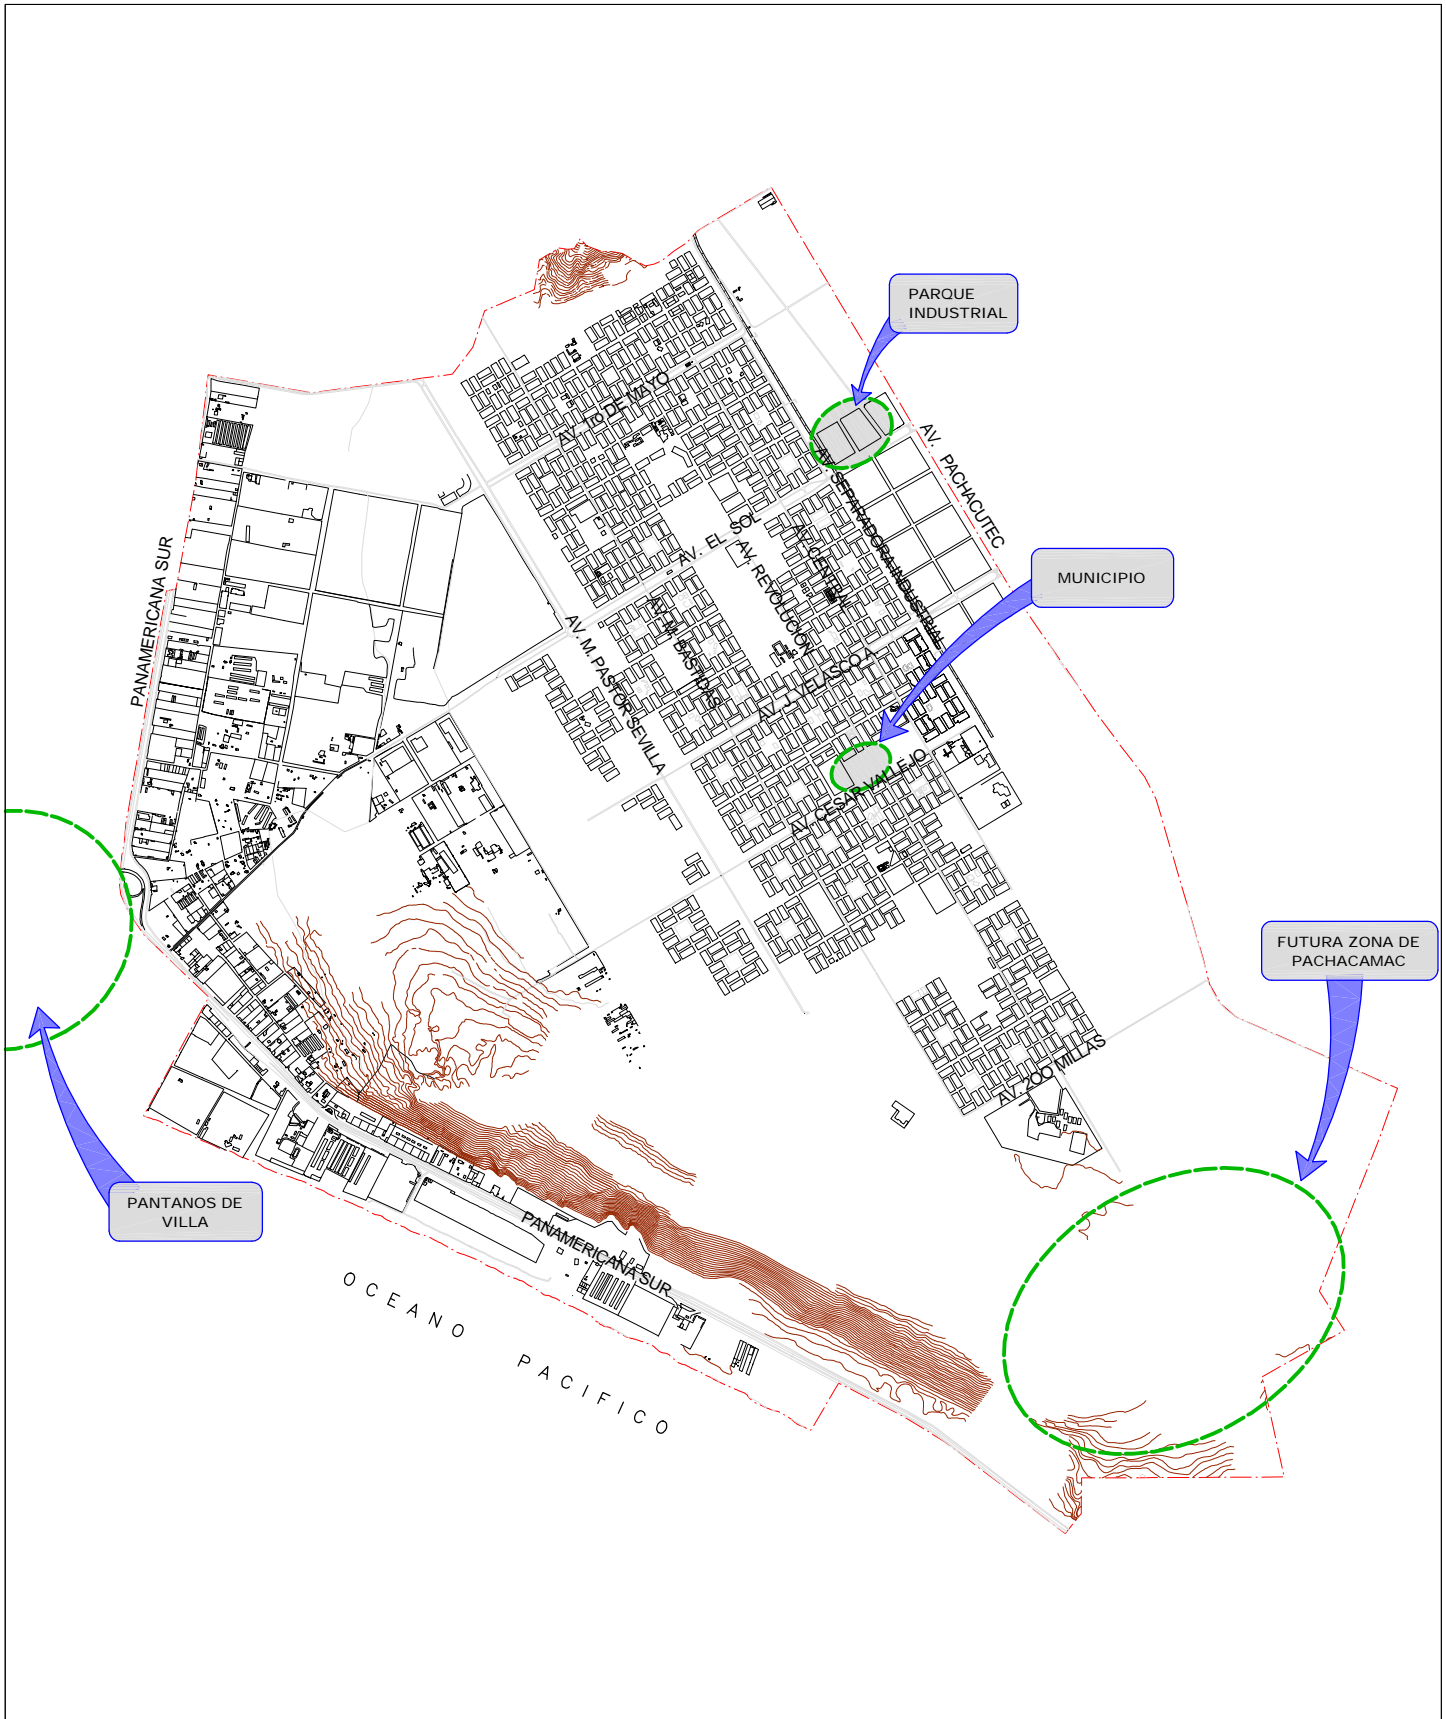 PARQUE
INDUSTRIAL
AV. 1ro DE MAYO
AV. PACHACUTEC
AV. SEPARADORA INDUSTRIAL
AV. EL SOL
AV. CENTRAL
AV. REVOLUCION
PANAMERICANA SUR
MUNICIPIO
AV. M. BASTIDAS
AV. M. PASTOR SEVILLA
AV. J. VELASCO A.
AV. CESAR VALLEJO
FUTURA ZONA DE
PACHACAMAC
AV. 200 MILLAS
PANTANOS DE
VILLA
PANAMERICANA SUR
OCEANO PACIFICO